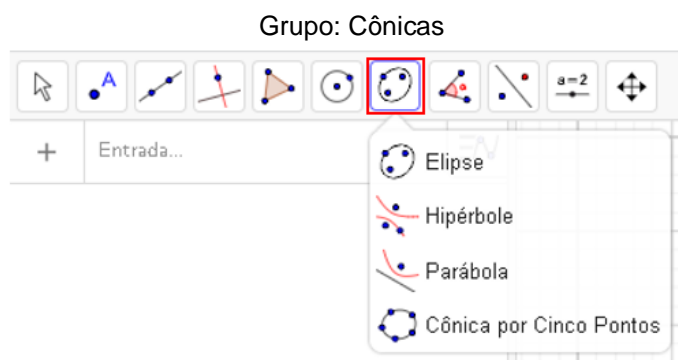 Grupo: Cônicas
A
a=2
Entrada...
Elipse
Hipérbole
Parábola
Cônica por Cinco Pontos